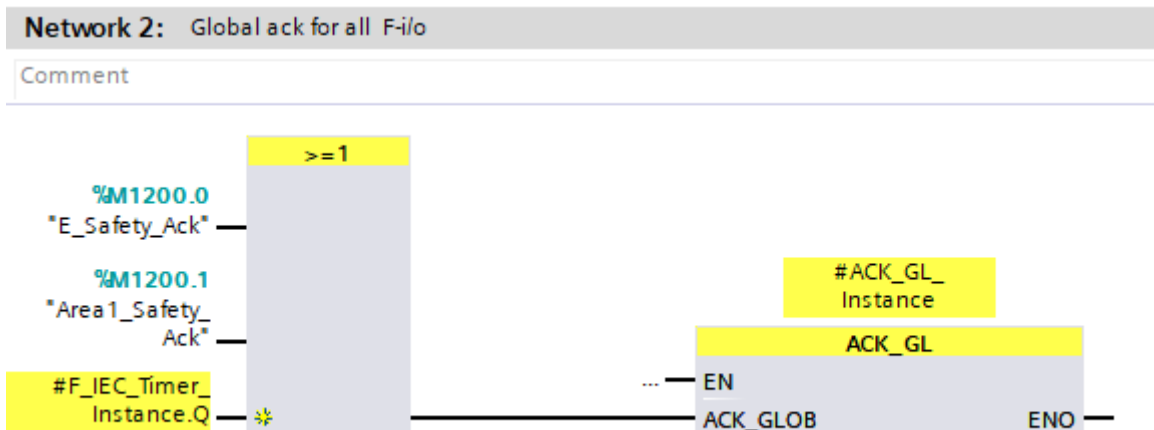 Network 2: Global ack for all F-i/o
Comment
>=1
%M1200.0
"E_Safety_Ack"
%M1200.1
"Area1_Safety_
Ack"
#F_IEC_Timer_
Instance.Q
#ACK_GL_
Instance
ACK_GL
... EN
ACK_GLOB ENO